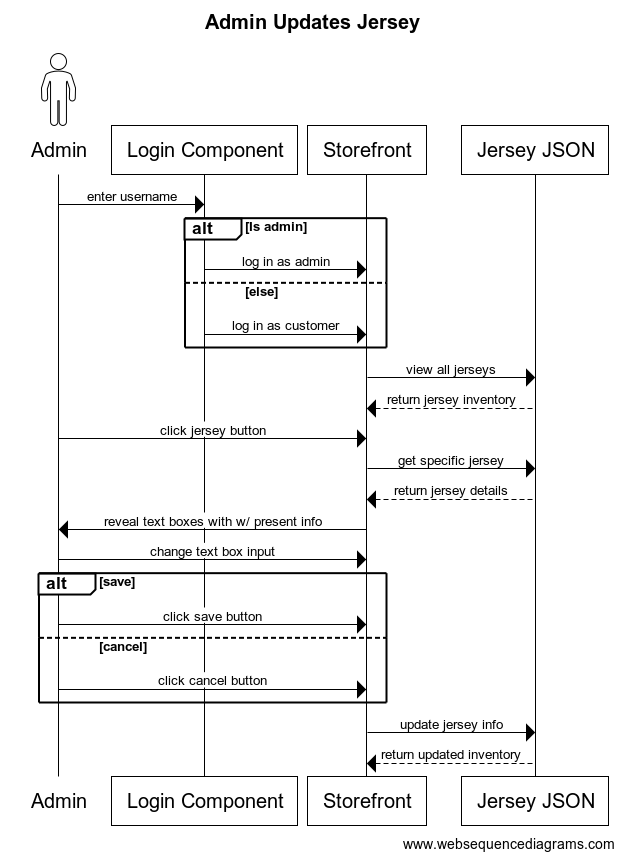 Admin Updates Jersey
Admin
Login Component
Storefront
Jersey JSON
enter username
alt
[Is admin]
log in as admin
[else]
log in as customer
view all jerseys
return jersey inventory
click jersey button
get specific jersey
return jersey details
reveal text boxes with w/ present info
change text box input
alt
[save]
click save button
[cancel]
click cancel button
update jersey info
return updated inventory
Admin
Login Component
Storefront
Jersey JSON
www.websequencediagrams.com